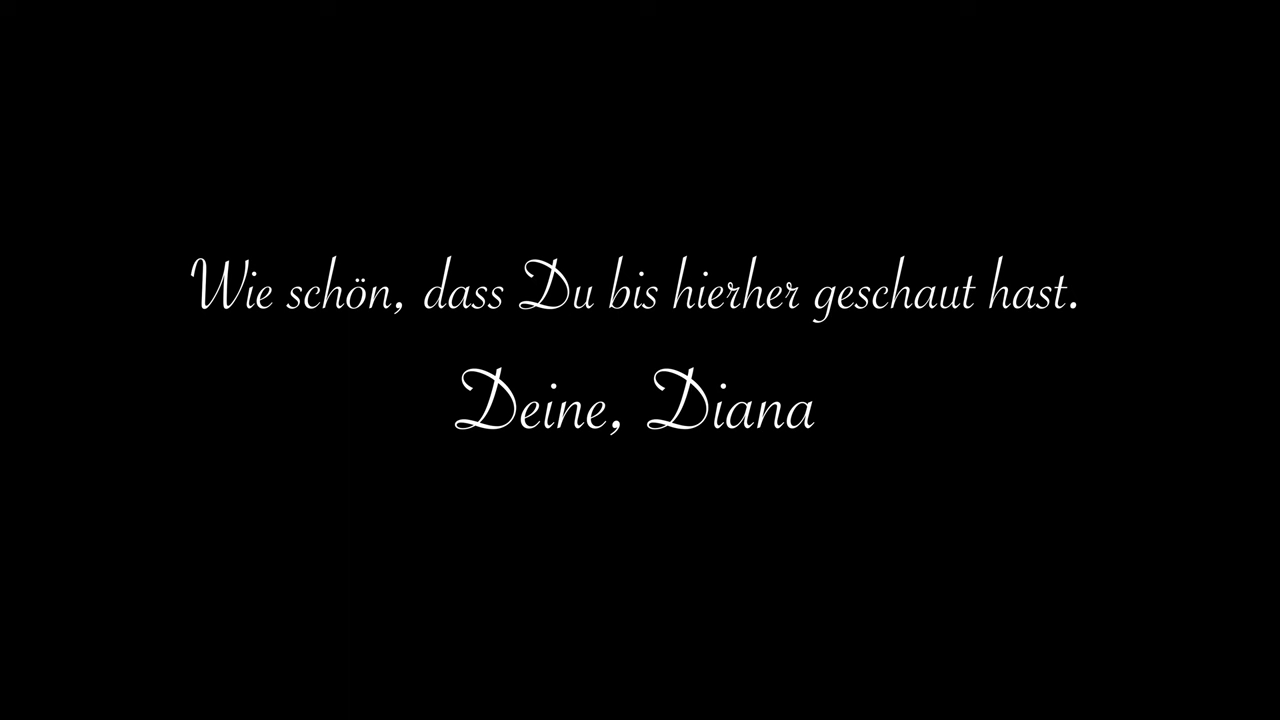 Wie schön, dass Du bis hierher geschaut hast.
Deine, Diana